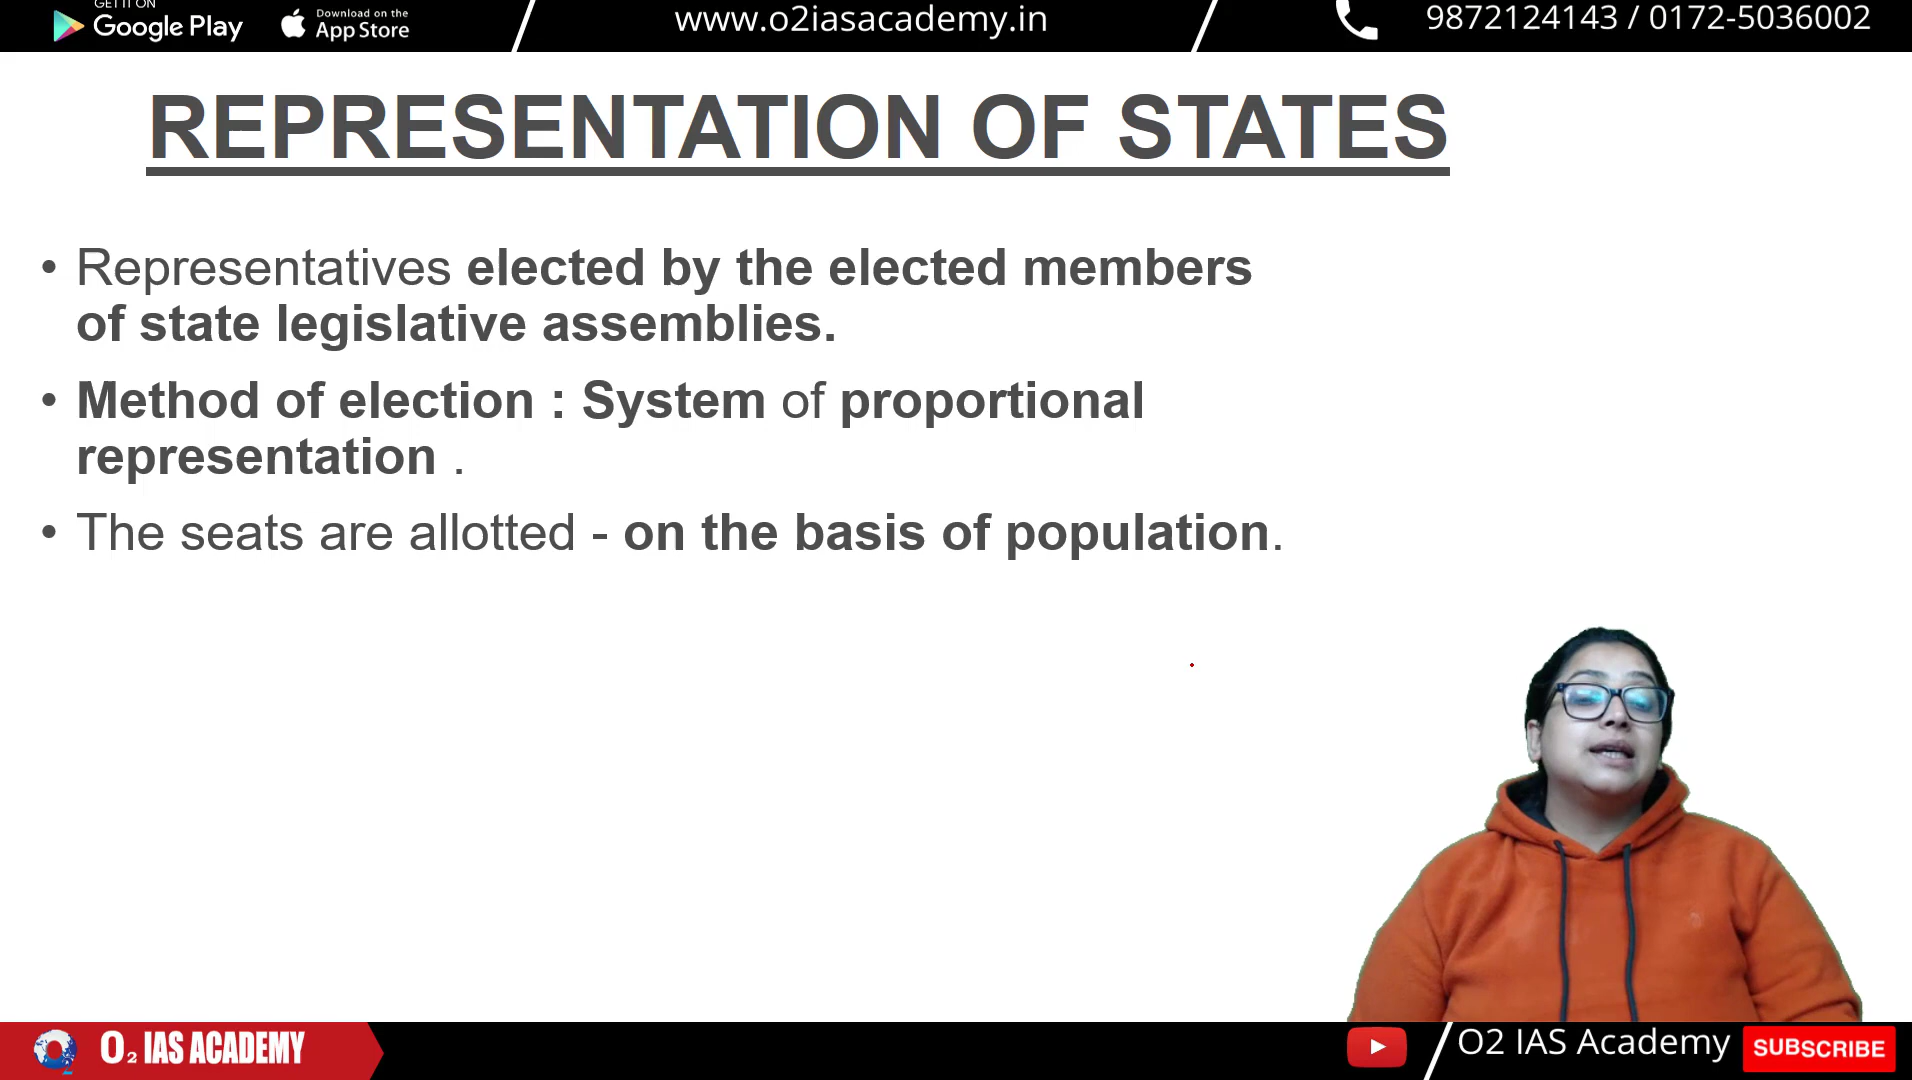 GET IT ON
Google Play
Download on the
App Store
www.o2iasacademy.in
9872124143 / 0172-5036002
REPRESENTATION OF STATES
• Representatives elected by the elected members
of state legislative assemblies.
• Method of election : System of proportional
representation .
• The seats are allotted - on the basis of population.
O2 IAS ACADEMY
O2 IAS Academy
SUBSCRIBE